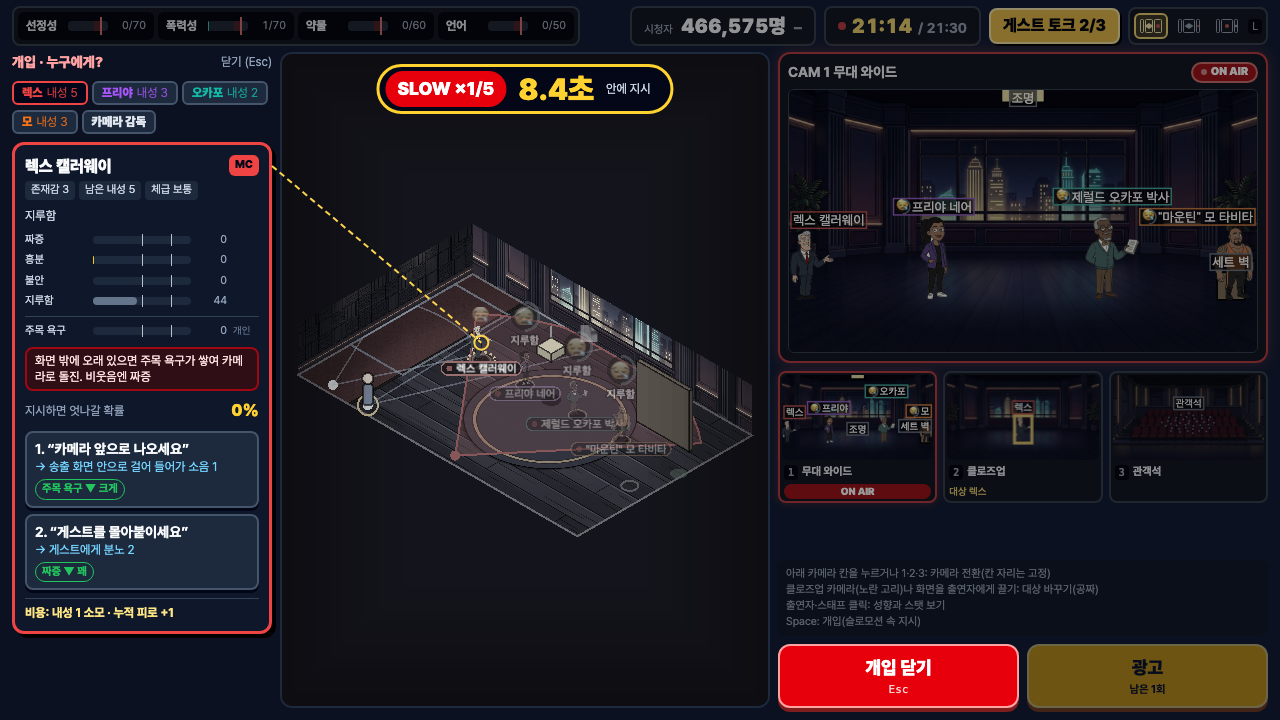 선정성 0/70 폭력성 1/70 약물 0/60 언어 0/50
시청자 466,575명 –
21:14 / 21:30
게스트 토크 2/3
L
개입 · 누구에게? 닫기 (Esc)
렉스 내성 5 프리야 내성 3 오카포 내성 2
모 내성 3 카메라 감독
렉스 캘러웨이 MC
존재감 3 남은 내성 5 체급 보통
지루함
짜증 0
흥분 0
불안 0
지루함 44
주목 욕구 0 개인
화면 밖에 오래 있으면 주목 욕구가 쌓여 카메
라로 돌진. 비웃음엔 짜증
지시하면 엇나갈 확률 0%
1. “카메라 앞으로 나오세요”
→ 송출 화면 안으로 걸어 들어가 소음 1
주목 욕구 ▼ 크게
2. “게스트를 몰아붙이세요”
→ 게스트에게 분노 2
짜증 ▼ 꽤
비용: 내성 1 소모 · 누적 피로 +1
SLOW ×1/5 8.4초 안에 지시
지루함
지루함
렉스 캘러웨이
지루함
프리야 네어
제럴드 오카포 박사
"마운틴" 모 타비타
CAM 1 무대 와이드 ON AIR
조명
제럴드 오카포 박사
프리야 네어
"마운틴" 모 타비타
렉스 캘러웨이
세트 벽
오카포
프리야
렉스
모
세트 벽
조명
1 무대 와이드
ON AIR
렉스
2 클로즈업
대상 렉스
관객석
3 관객석
아래 카메라 칸을 누르거나 1·2·3: 카메라 전환(칸 자리는 고정)
클로즈업 카메라(노란 고리)나 화면을 출연자에게 끌기: 대상 바꾸기(공짜)
출연자·스태프 클릭: 성향과 스탯 보기
Space: 개입(슬로모션 속 지시)
개입 닫기
Esc
광고
남은 1회